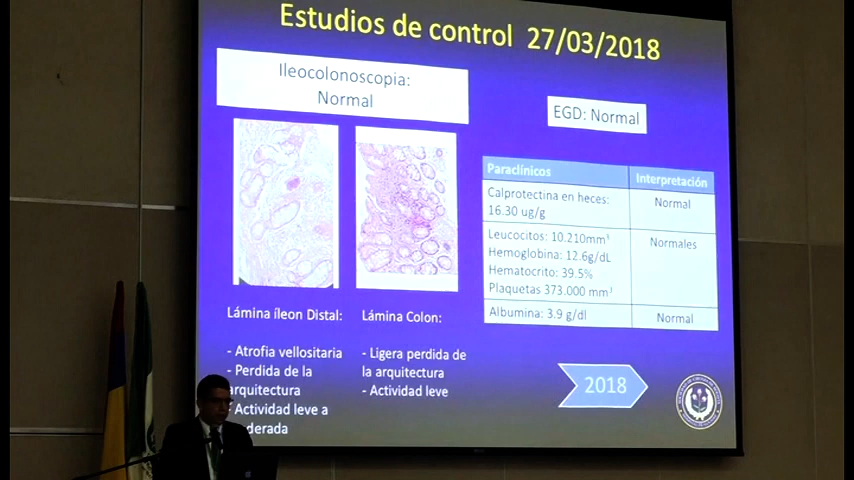 Estudios de control 27/03/2018
Ileocolonoscopia:
Normal
EGD: Normal
Paraclínicos Interpretación
Calprotectina en heces: Normal
16.30 ug/g
Leucocitos: 10.210mm³ Normales
Hemoglobina: 12.6g/dL
Hematocrito: 39.5%
Plaquetas 373.000 mm³
Albumina: 3.9 g/dl Normal
Lámina íleon Distal:
- Atrofia vellositaria
- Perdida de la
arquitectura
- Actividad leve a
Lámina Colon:
- Ligera perdida de
la arquitectura
- Actividad leve
2018